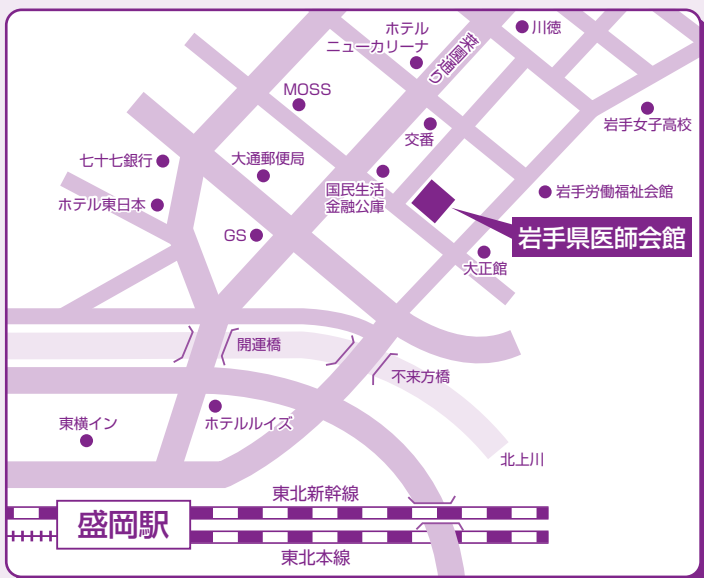 川徳
ホテル
ニューカリーナ
菜園通り
MOSS
岩手女子高校
交番
七十七銀行
大通郵便局
国民生活
金融公庫
岩手労働福祉会館
ホテル東日本
GS
岩手県医師会館
大正館
開運橋
不来方橋
東横イン
ホテルルイズ
北上川
東北新幹線
盛岡駅
東北本線